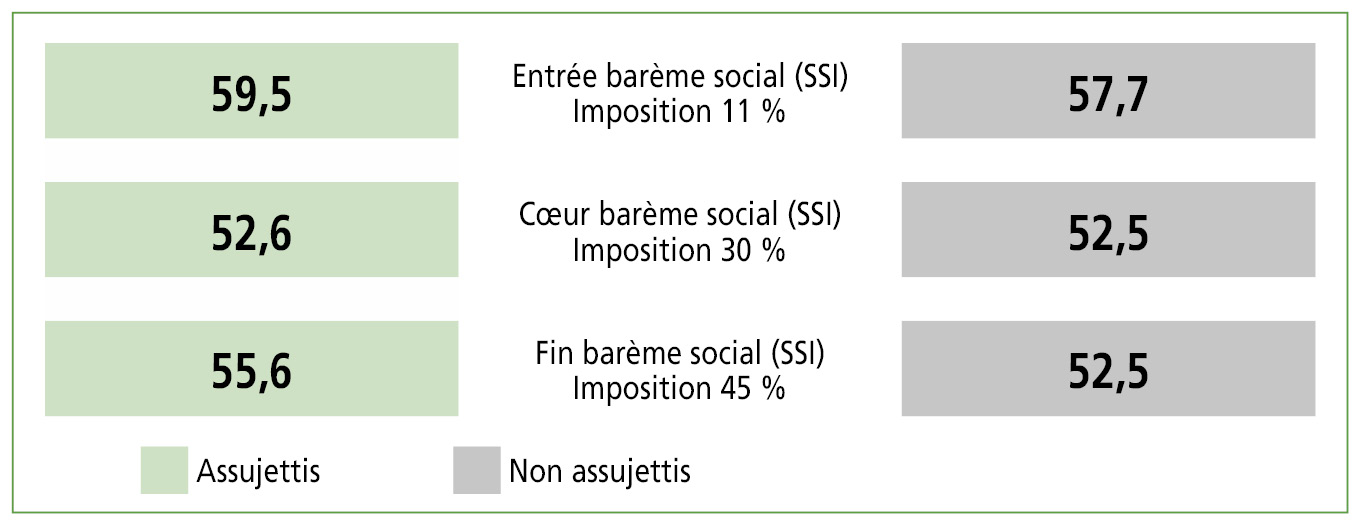 59,5
Entrée barème social (SSI)
Imposition 11 %
57,7
52,6
Cœur barème social (SSI)
Imposition 30 %
52,5
55,6
Fin barème social (SSI)
Imposition 45 %
52,5
Assujettis
Non assujettis